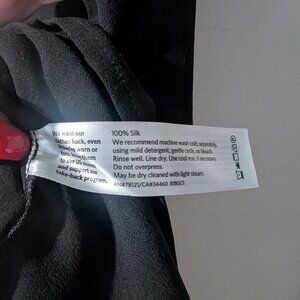 We want our
clothes back, even
worn or
them
to us
and support our
take-back program.
100% Silk
We recommend machine wash cold, separately,
using mild detergent, gentle cycle, no bleach.
Rinse well. Line dry. Use cool iron, if necessary.
Do not overpress.
May be dry cleaned with light steam.
RN#78121/CA#34460 R1BGC1